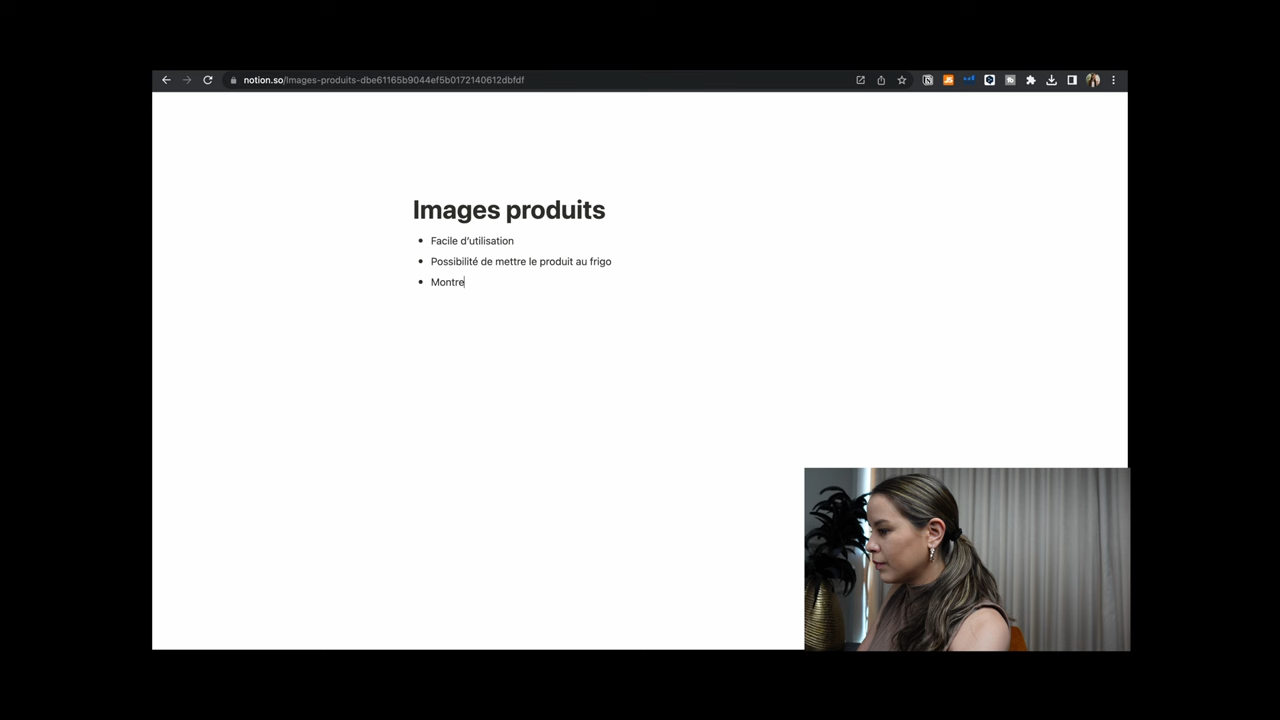 notion.so/Images-produits-dbe61165b9044ef5b0172140612dbfdf
Images produits
• Facile d'utilisation
• Possibilité de mettre le produit au frigo
• Montre